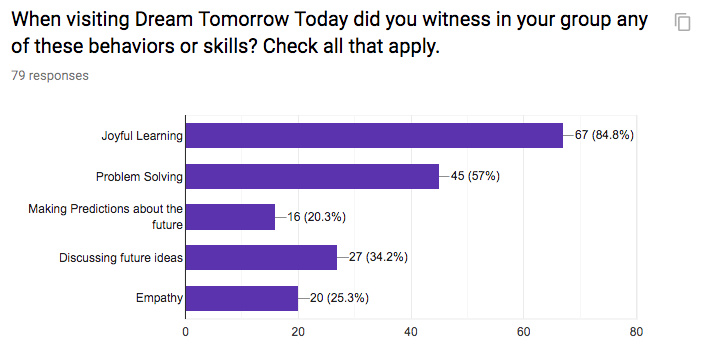 When visiting Dream Tomorrow Today did you witness in your group any
of these behaviors or skills? Check all that apply.
79 responses
Joyful Learning
67 (84.8%)
Problem Solving
45 (57%)
Making Predictions about the
future
16 (20.3%)
Discussing future ideas
27 (34.2%)
Empathy
20 (25.3%)
0 20 40 60 80